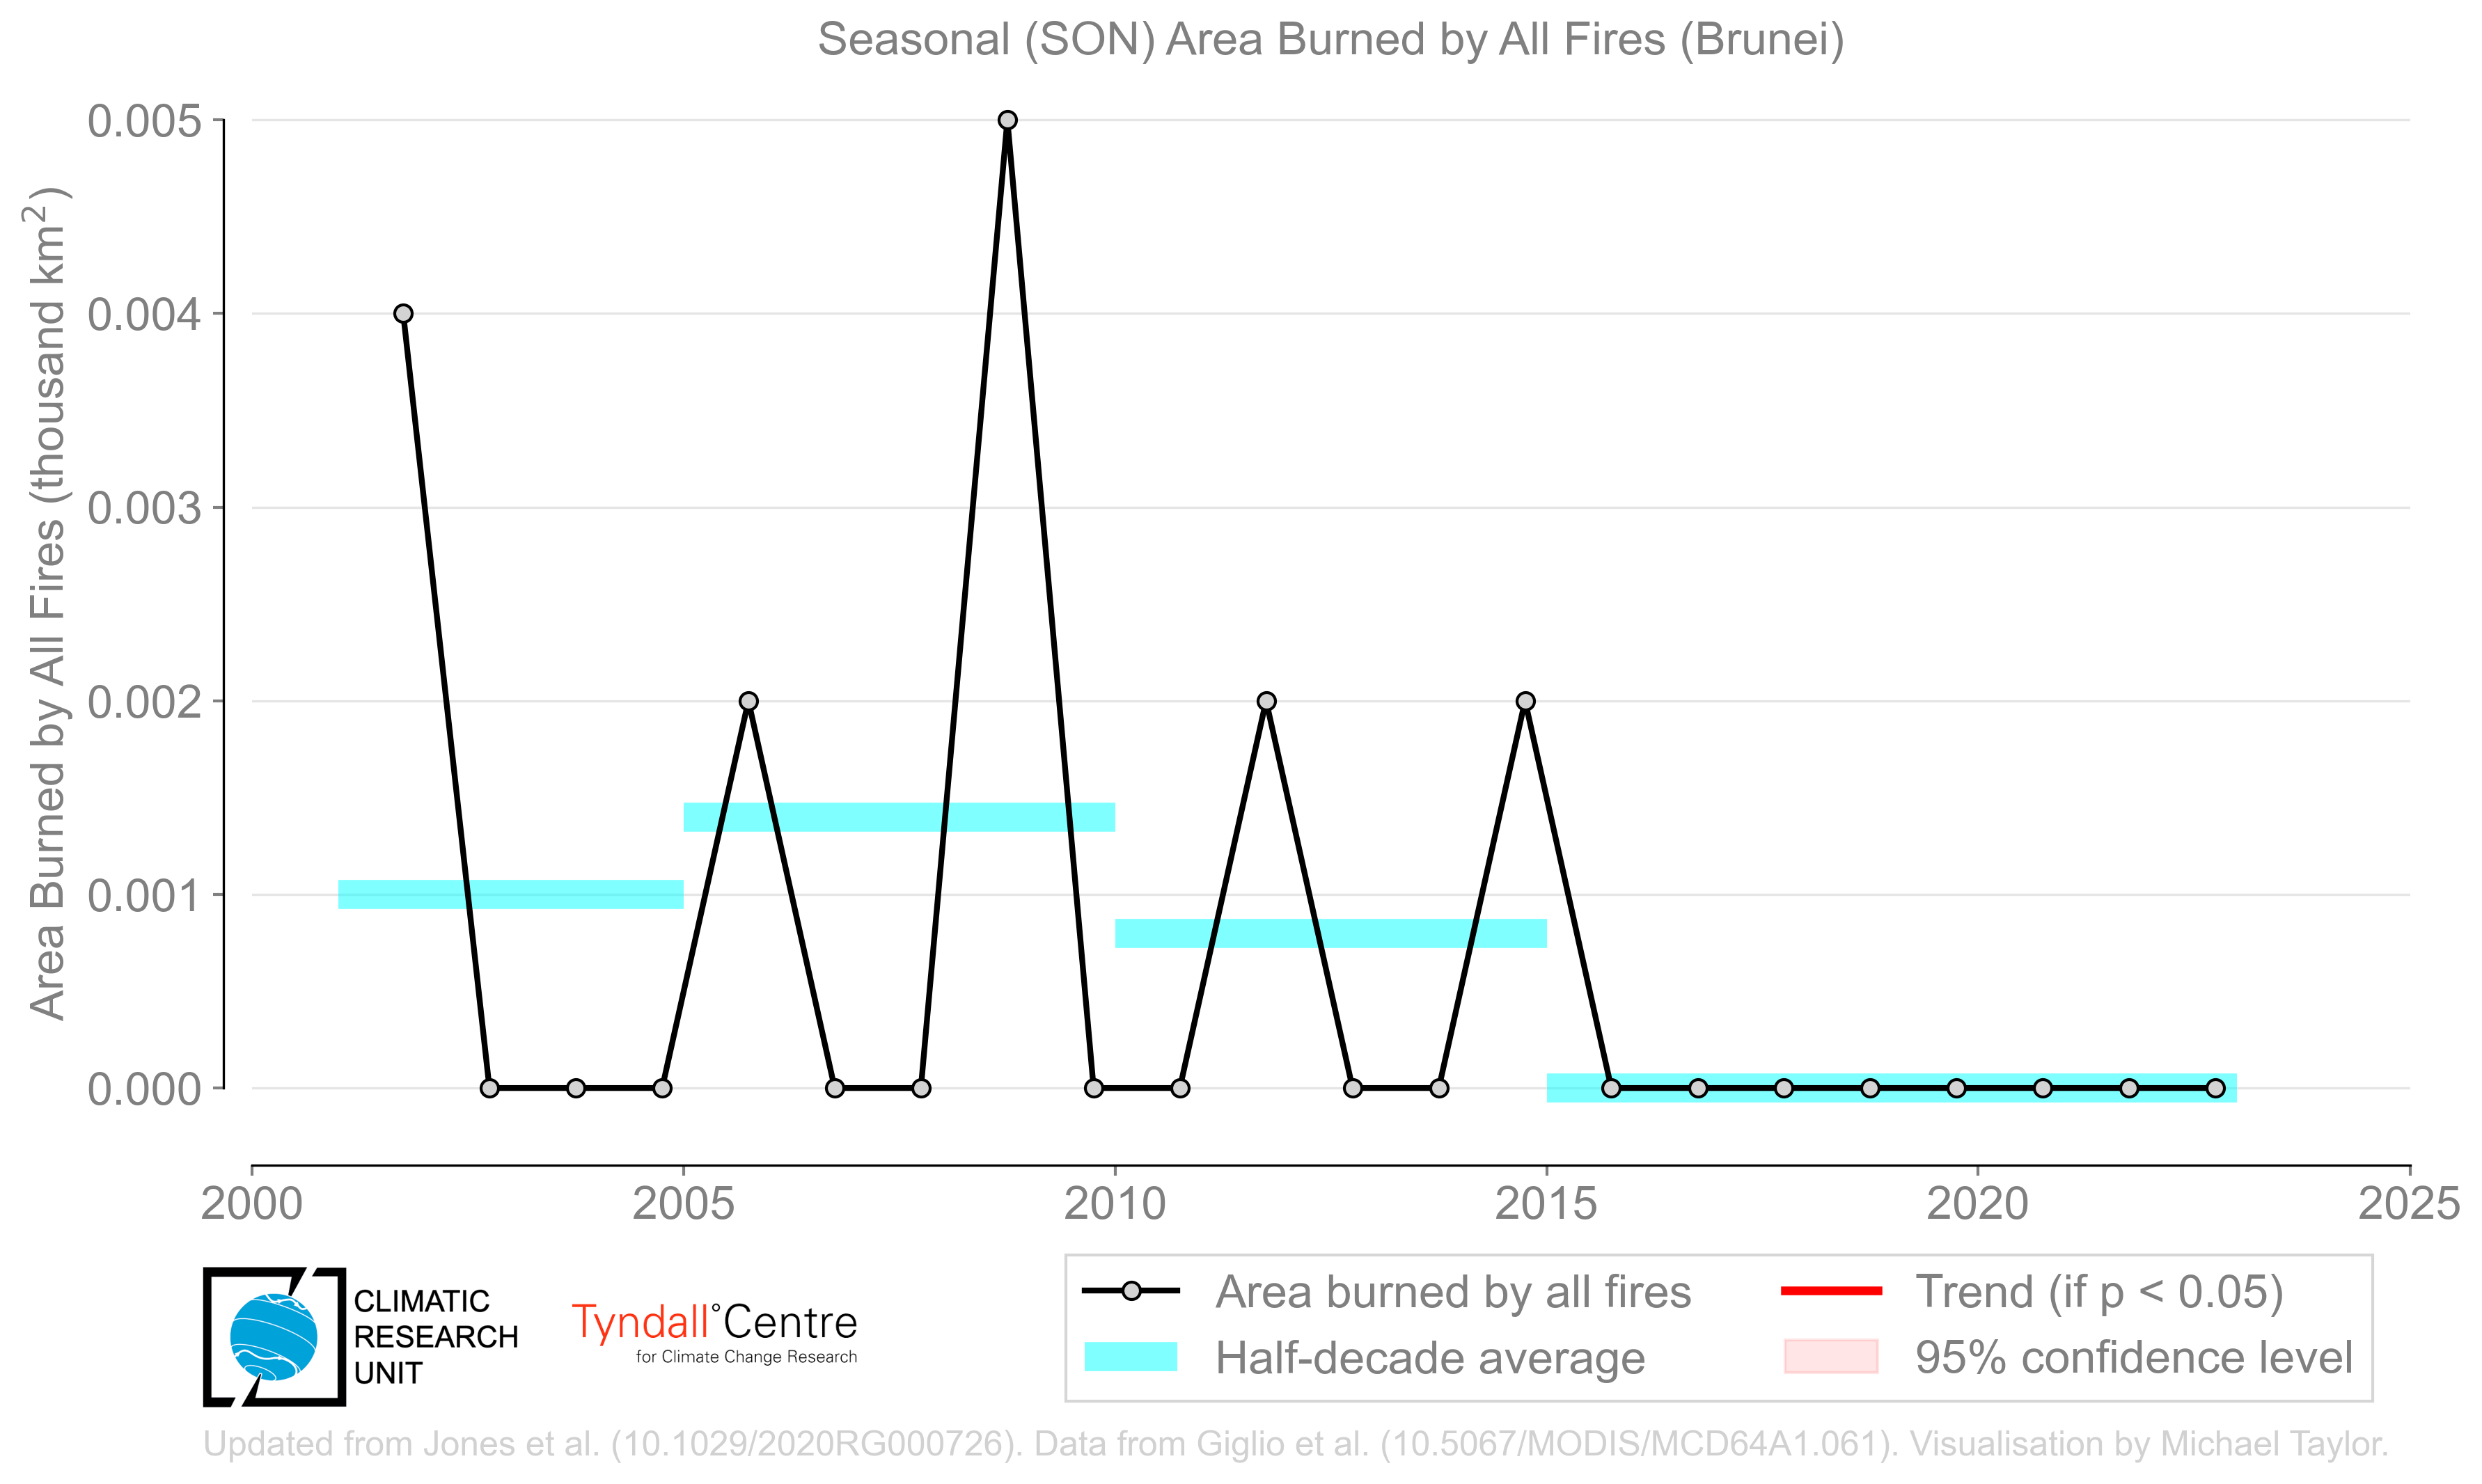 Seasonal (SON) Area Burned by All Fires (Brunei)
Area Burned by All Fires (thousand km²)
0.005
0.004
0.003
0.002
0.001
0.000
2000 2005 2010 2015 2020 2025
CLIMATIC
RESEARCH
UNIT
Tyndall°Centre
for Climate Change Research
Area burned by all fires
Half-decade average
Trend (if p < 0.05)
95% confidence level
Updated from Jones et al. (10.1029/2020RG000726). Data from Giglio et al. (10.5067/MODIS/MCD64A1.061). Visualisation by Michael Taylor.